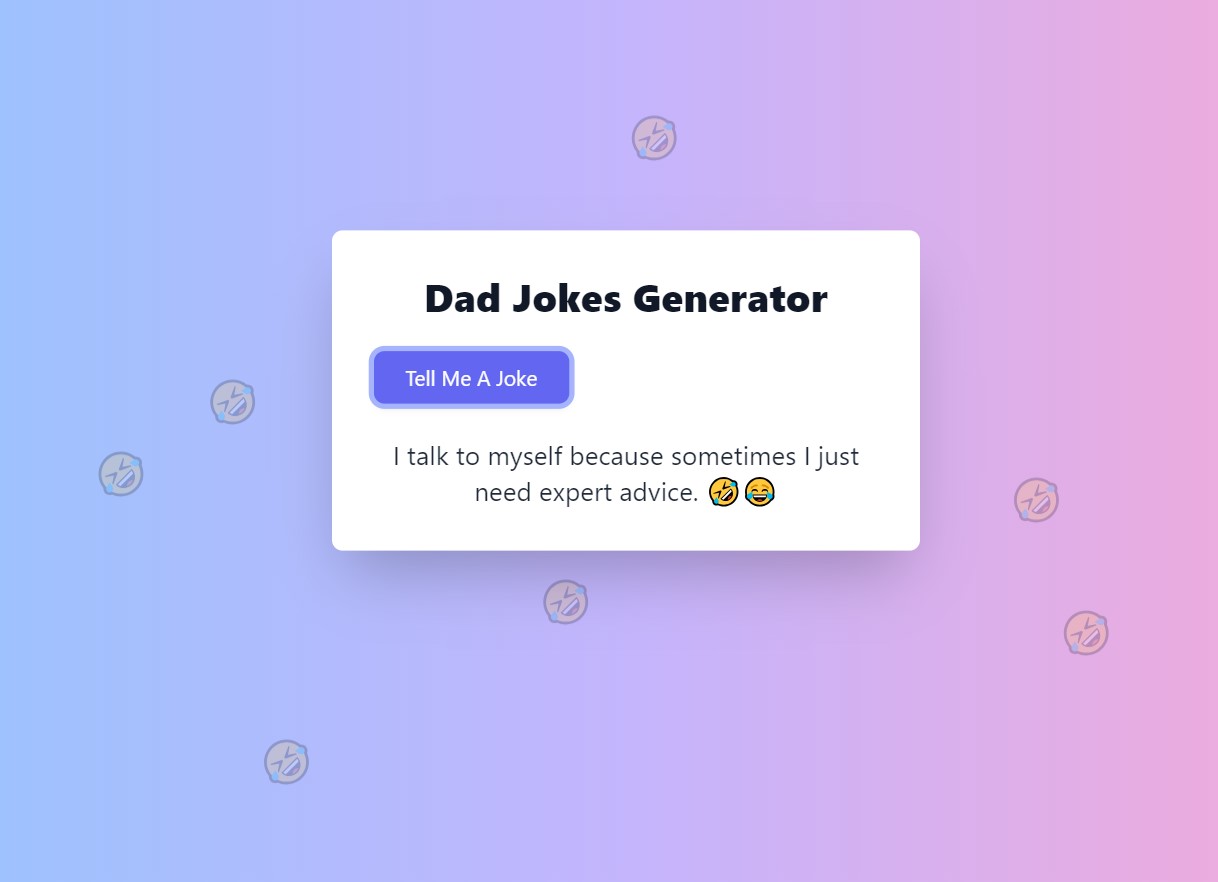 Dad Jokes Generator
Tell Me A Joke
I talk to myself because sometimes I just
need expert advice. 🤣😂